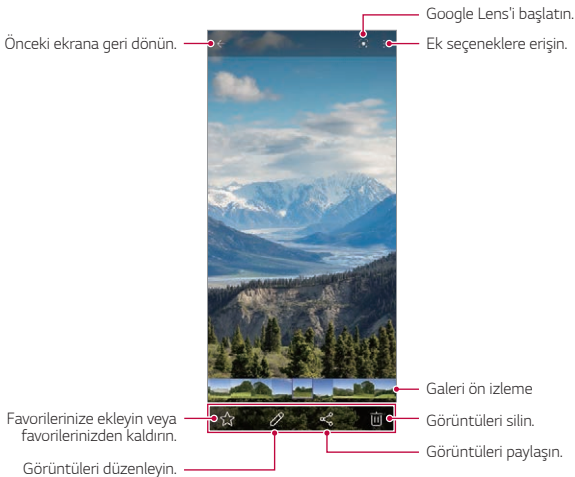 Google Lens'i başlatın.
Önceki ekrana geri dönün.
Ek seçeneklere erişin.
Galeri ön izleme
Favorilerinize ekleyin veya
favorilerinizden kaldırın.
Görüntüleri silin.
Görüntüleri paylaşın.
Görüntüleri düzenleyin.